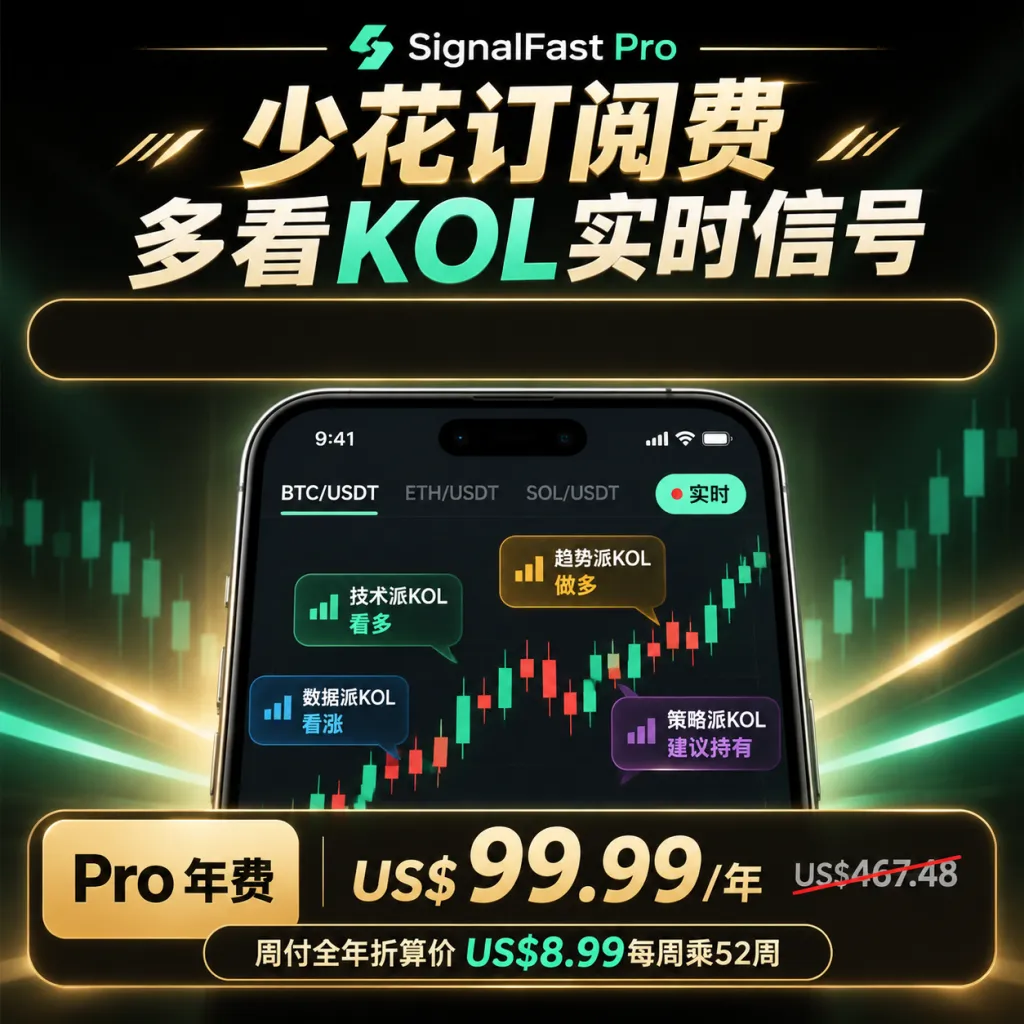 SignalFast Pro
少花订阅费
多看KOL实时信号
9:41
BTC/USDT ETH/USDT SOL/USDT 实时
趋势派KOL
做多
技术派KOL
看多
数据派KOL
看涨
策略派KOL
建议持有
Pro 年费 US$99.99/年 US$467.48
周付全年折算价 US$8.99每周乘52周